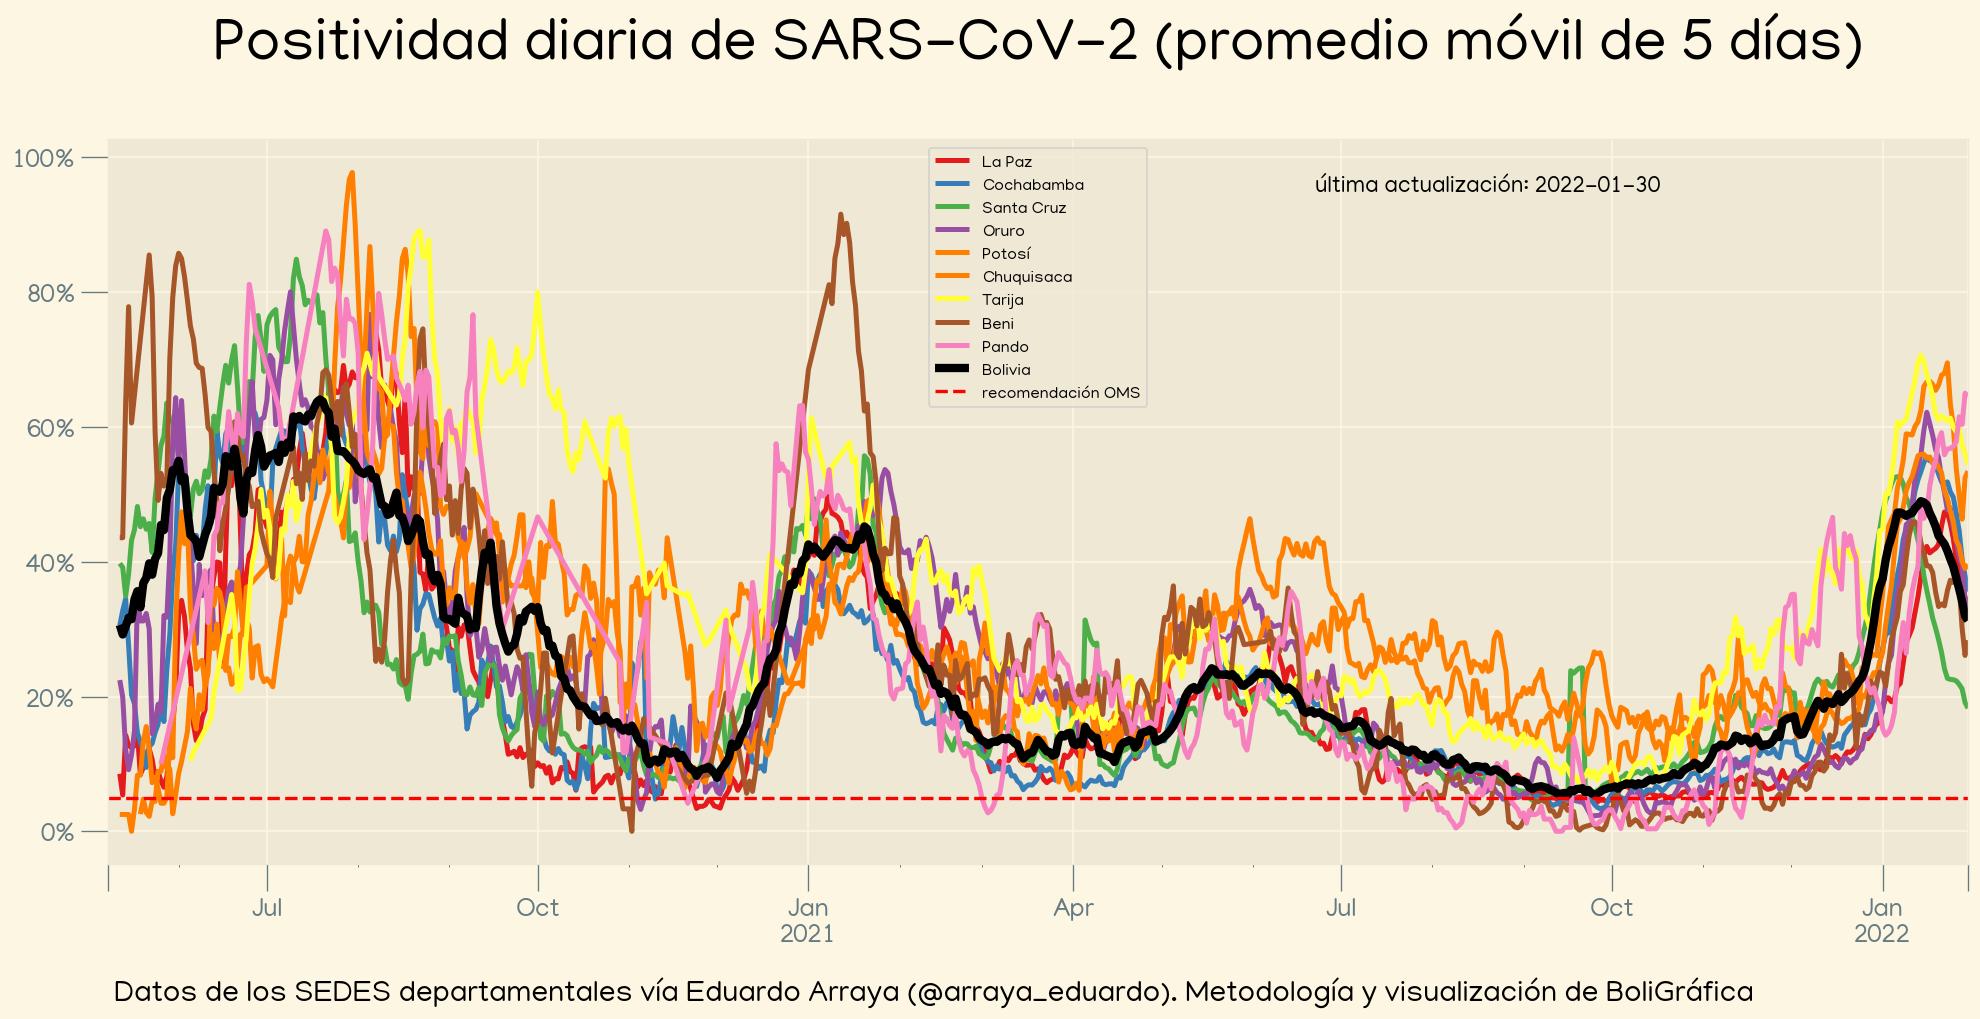 Positividad diaria de SARS-CoV-2 (promedio móvil de 5 días)
100%
80%
60%
40%
20%
0%
La Paz
Cochabamba
Santa Cruz
Oruro
Potosí
Chuquisaca
Tarija
Beni
Pando
Bolivia
recomendación OMS
última actualización: 2022-01-30
Jul
Oct
Jan
2021
Apr
Jul
Oct
Jan
2022
Datos de los SEDES departamentales vía Eduardo Arraya (@arraya_eduardo). Metodología y visualización de BoliGráfica